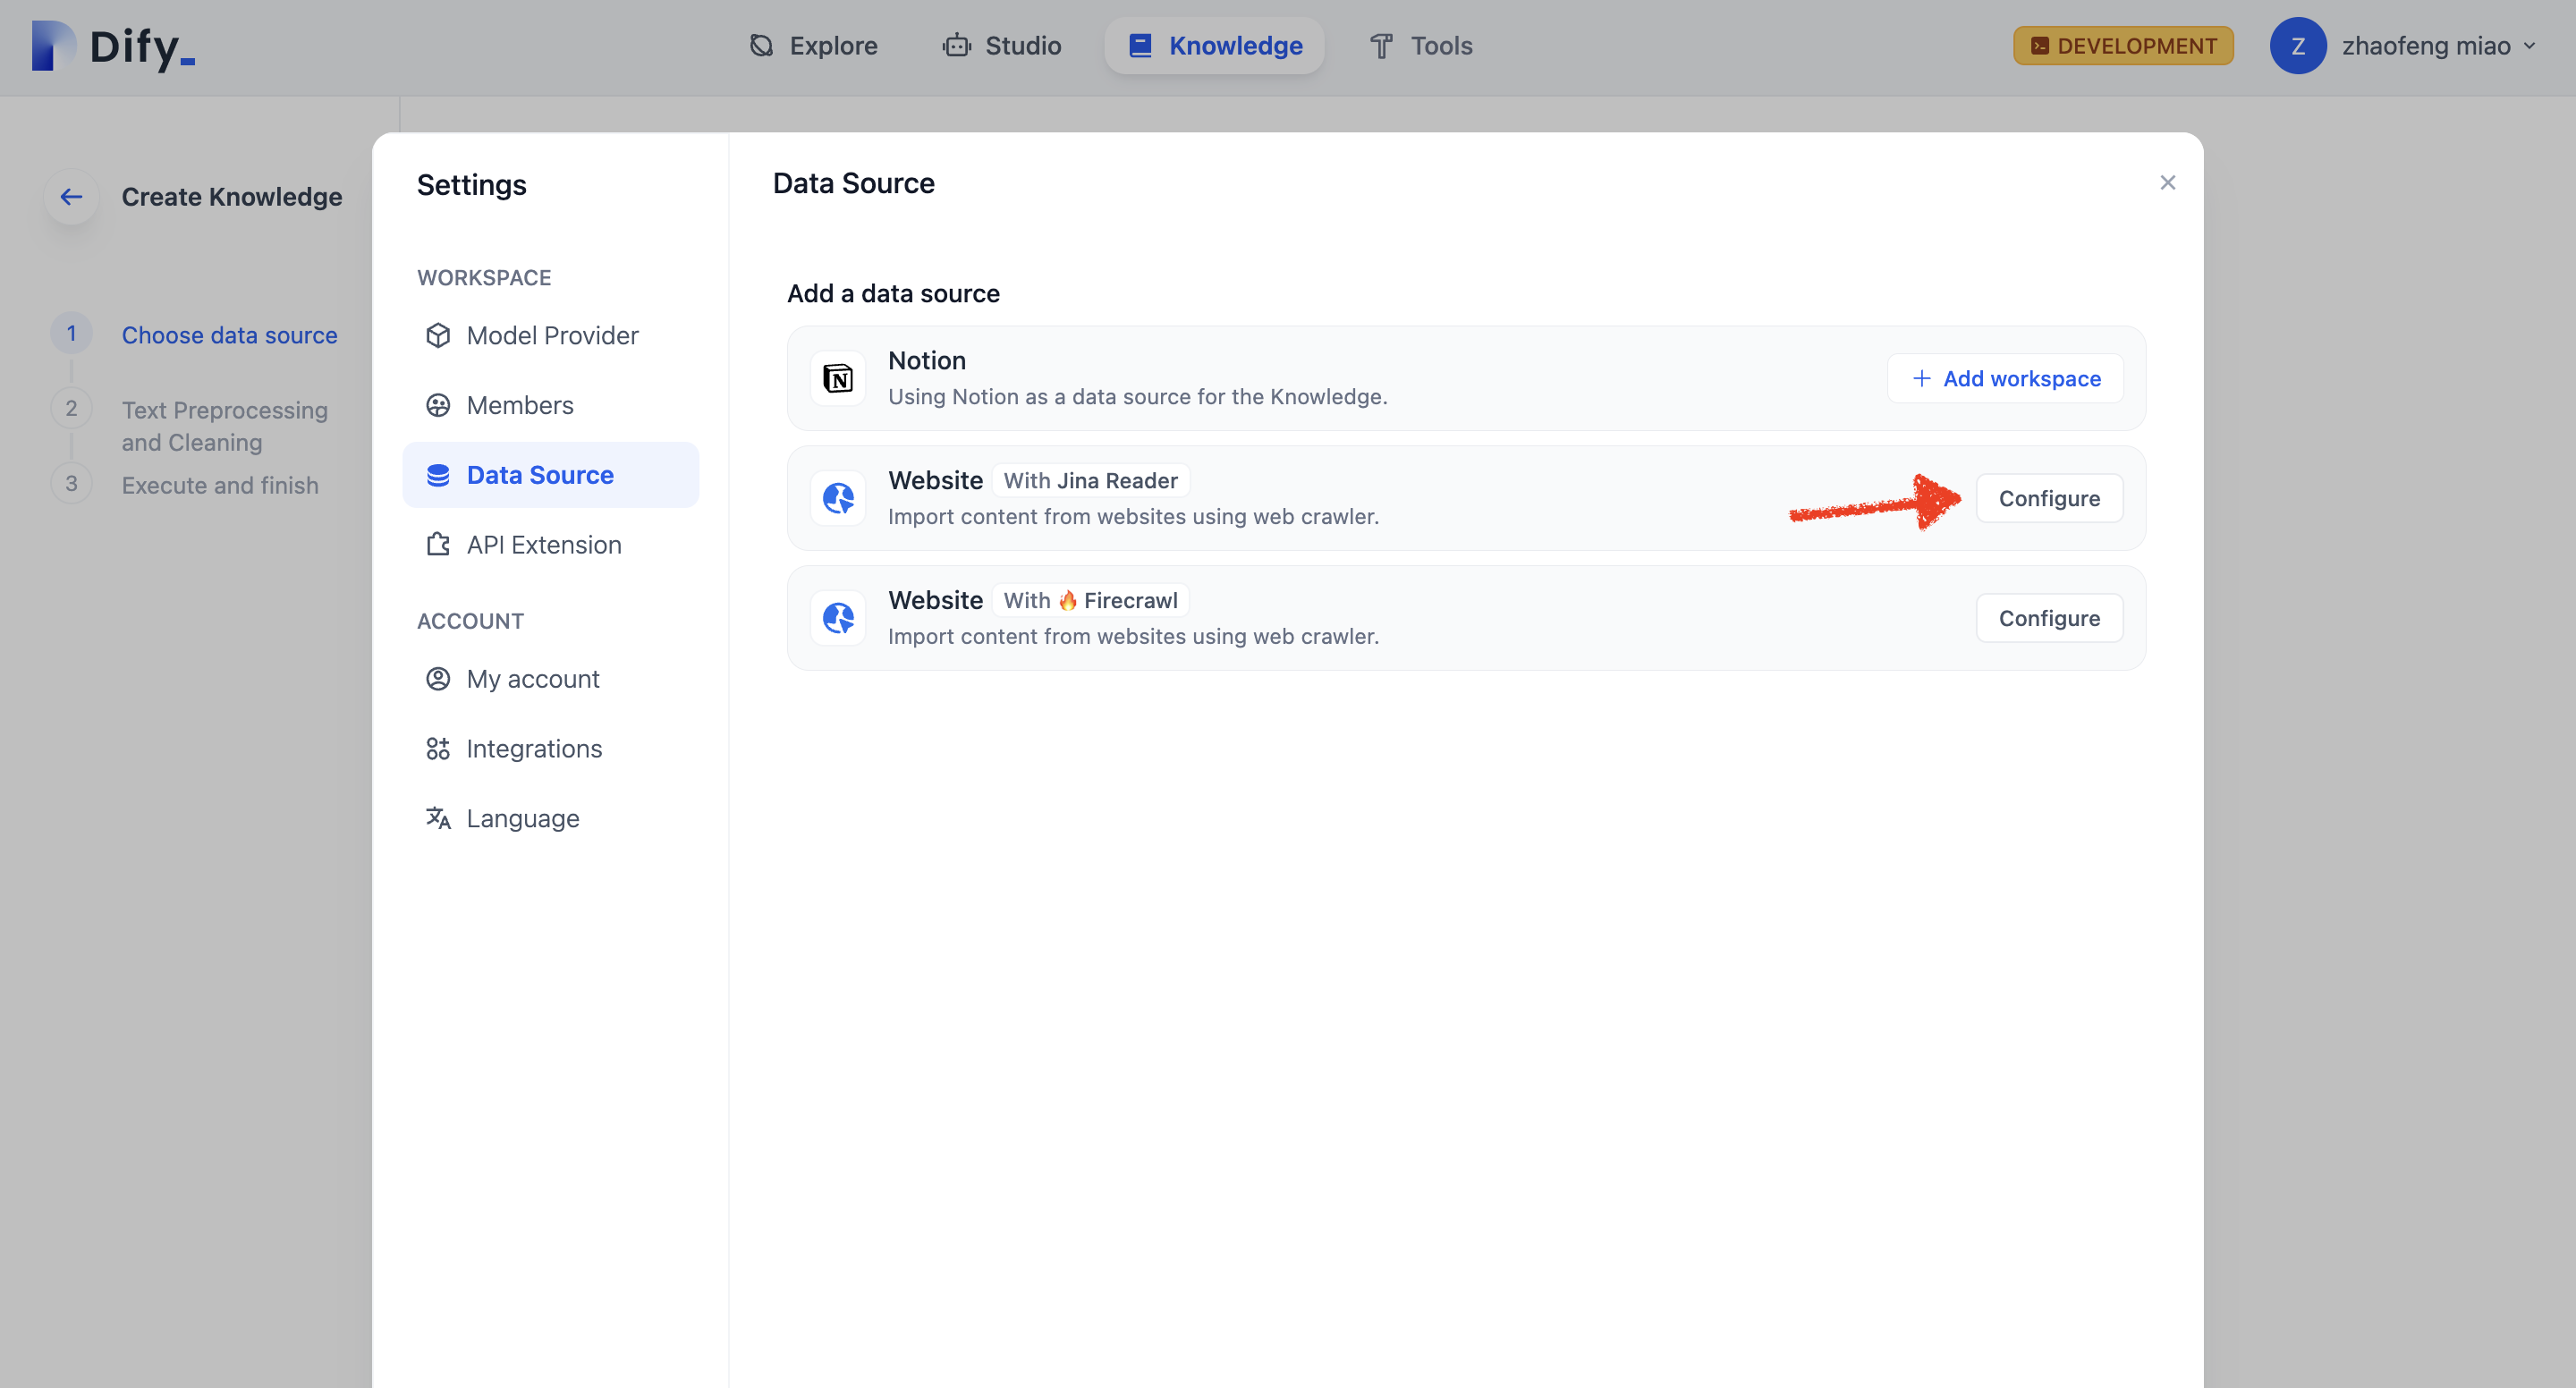 Dify_
Explore
Studio
Knowledge
Tools
DEVELOPMENT
Z
zhaofeng miao
Create Knowledge
1
Choose data source
2
Text Preprocessing
and Cleaning
3
Execute and finish
Settings
WORKSPACE
Model Provider
Members
Data Source
API Extension
ACCOUNT
My account
Integrations
Language
Data Source
Add a data source
Notion
Using Notion as a data source for the Knowledge.
+ Add workspace
Website With Jina Reader
Import content from websites using web crawler.
Configure
Website With 🔥 Firecrawl
Import content from websites using web crawler.
Configure